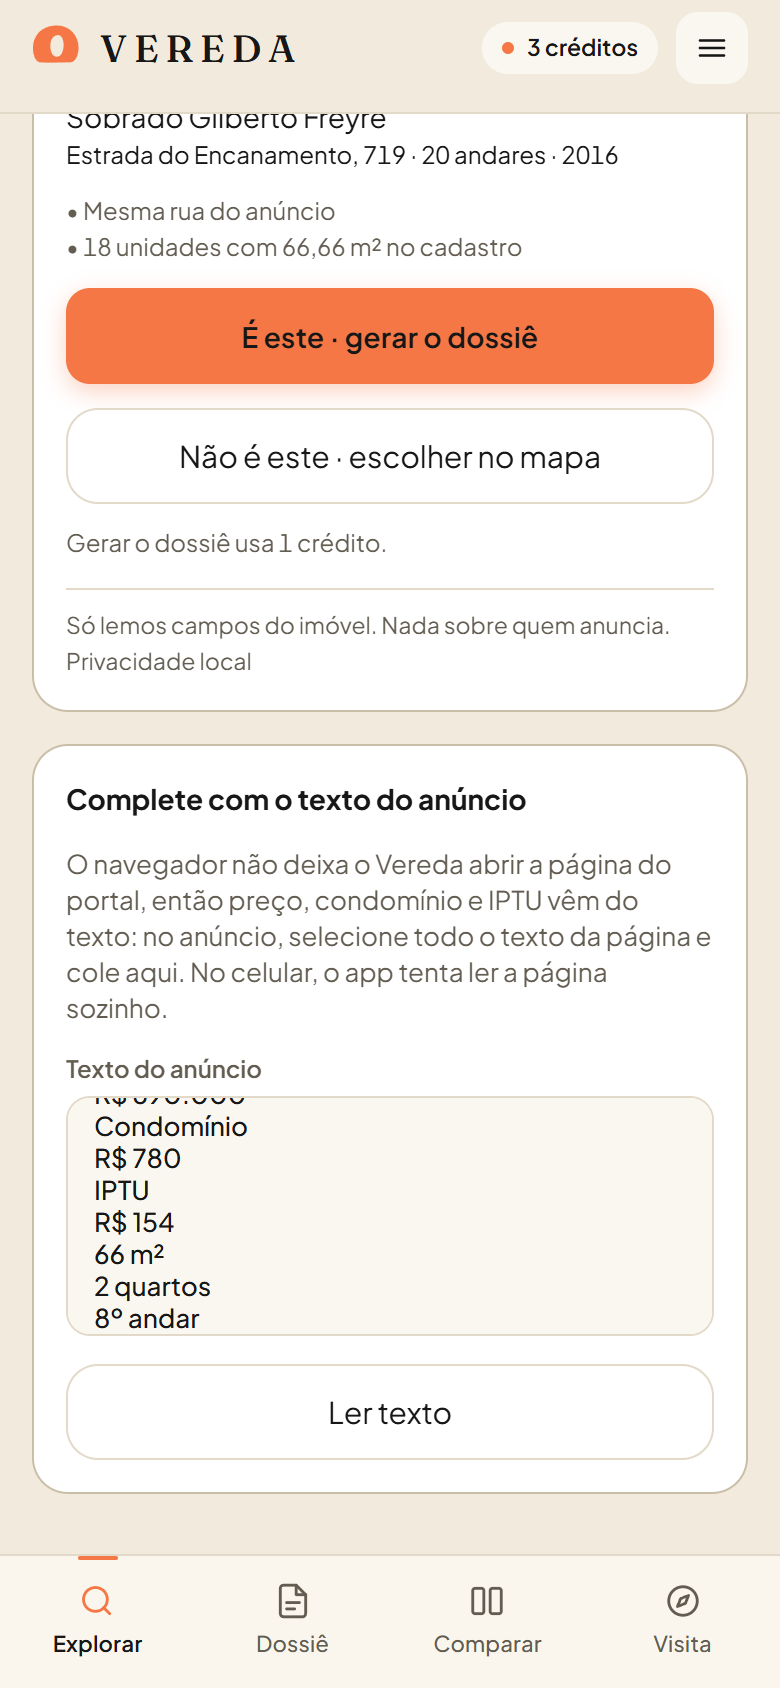 VEREDA
3 créditos
Sobrado Gilberto Freyre
Estrada do Encanamento, 719 · 20 andares · 2016
• Mesma rua do anúncio
• 18 unidades com 66,66 m² no cadastro
É este · gerar o dossiê
Não é este · escolher no mapa
Gerar o dossiê usa 1 crédito.
Só lemos campos do imóvel. Nada sobre quem anuncia.
Privacidade local
Complete com o texto do anúncio
O navegador não deixa o Vereda abrir a página do
portal, então preço, condomínio e IPTU vêm do
texto: no anúncio, selecione todo o texto da página e
cole aqui. No celular, o app tenta ler a página
sozinho.
Texto do anúncio
Condomínio
R$ 780
IPTU
R$ 154
66 m²
2 quartos
8º andar
Ler texto
Explorar
Dossiê
Comparar
Visita